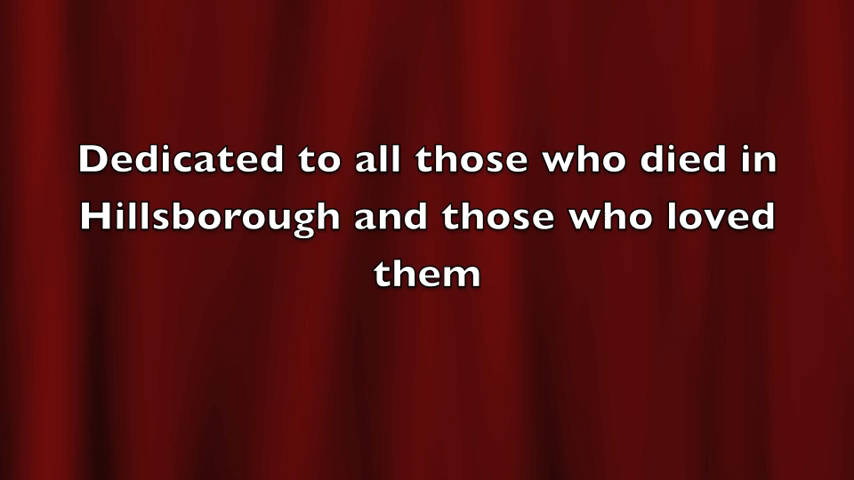 Dedicated to all those who died in
Hillsborough and those who loved
them